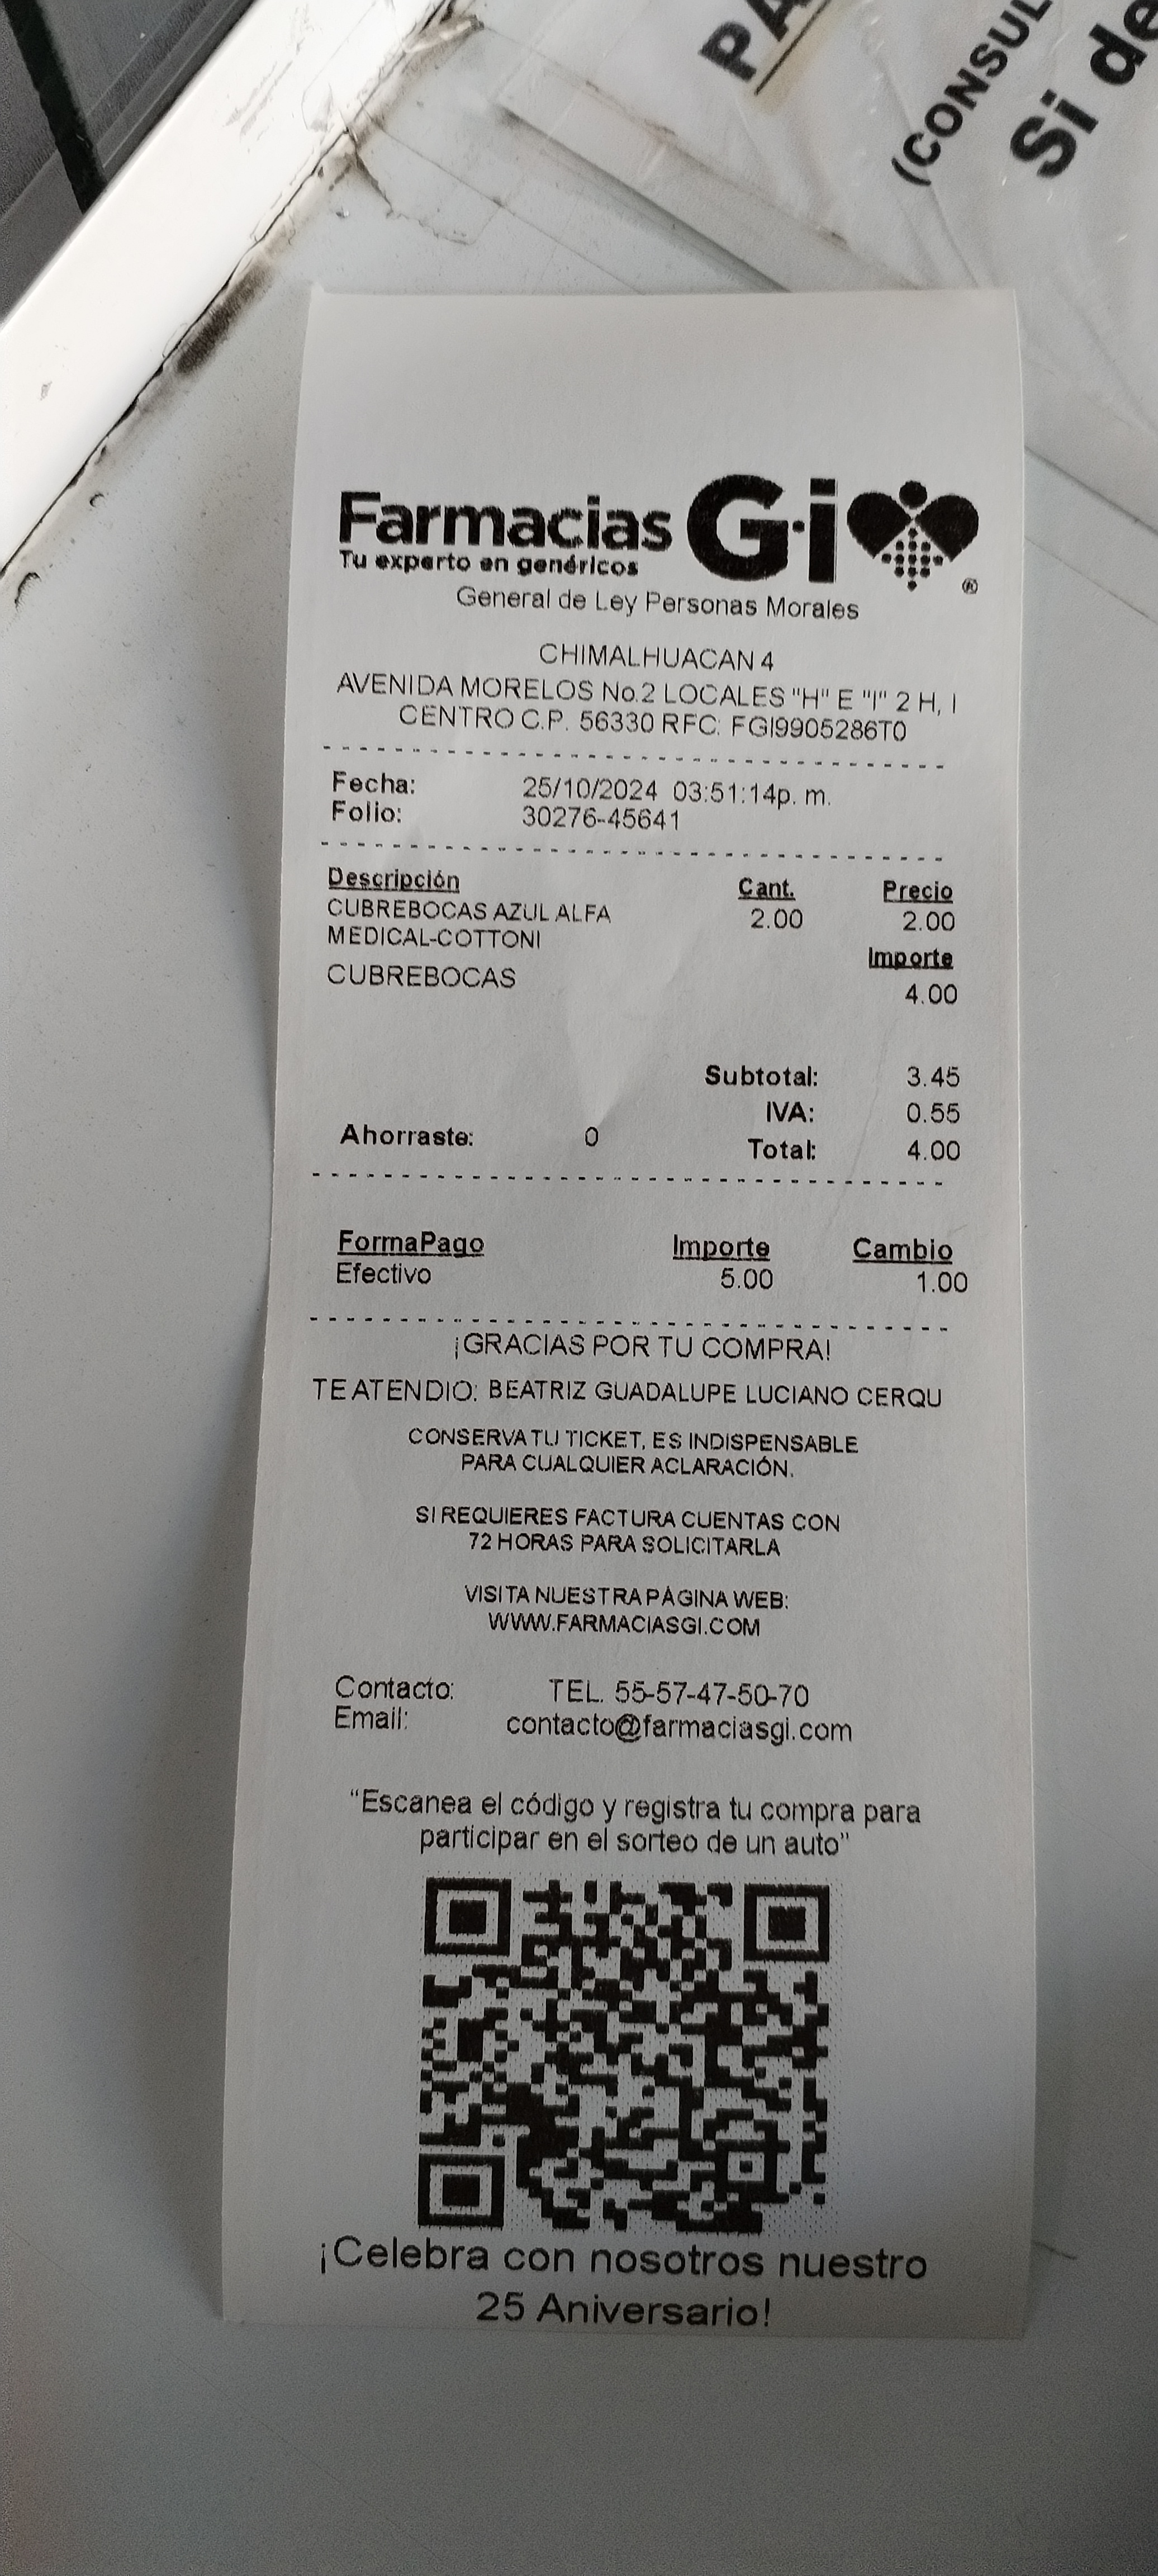 PA
(CONSUL
Si de
Farmacias G·i ®
Tu experto en genéricos
General de Ley Personas Morales
CHIMALHUACAN 4
AVENIDA MORELOS No.2 LOCALES "H" E "I" 2 H, I
CENTRO C.P. 56330 RFC: FGI9905286T0
Fecha: 25/10/2024 03:51:14p. m.
Folio: 30276-45641
Descripción Cant. Precio
CUBREBOCAS AZUL ALFA 2.00 2.00
MEDICAL-COTTONI
Importe
CUBREBOCAS 4.00
Subtotal: 3.45
IVA: 0.55
Ahorraste: 0 Total: 4.00
FormaPago Importe Cambio
Efectivo 5.00 1.00
¡GRACIAS POR TU COMPRA!
TE ATENDIO: BEATRIZ GUADALUPE LUCIANO CERQU
CONSERVA TU TICKET, ES INDISPENSABLE
PARA CUALQUIER ACLARACIÓN.
SI REQUIERES FACTURA CUENTAS CON
72 HORAS PARA SOLICITARLA
VISITA NUESTRA PÁGINA WEB:
WWW.FARMACIASGI.COM
Contacto: TEL. 55-57-47-50-70
Email: contacto@farmaciasgi.com
"Escanea el código y registra tu compra para
participar en el sorteo de un auto"
¡Celebra con nosotros nuestro
25 Aniversario!